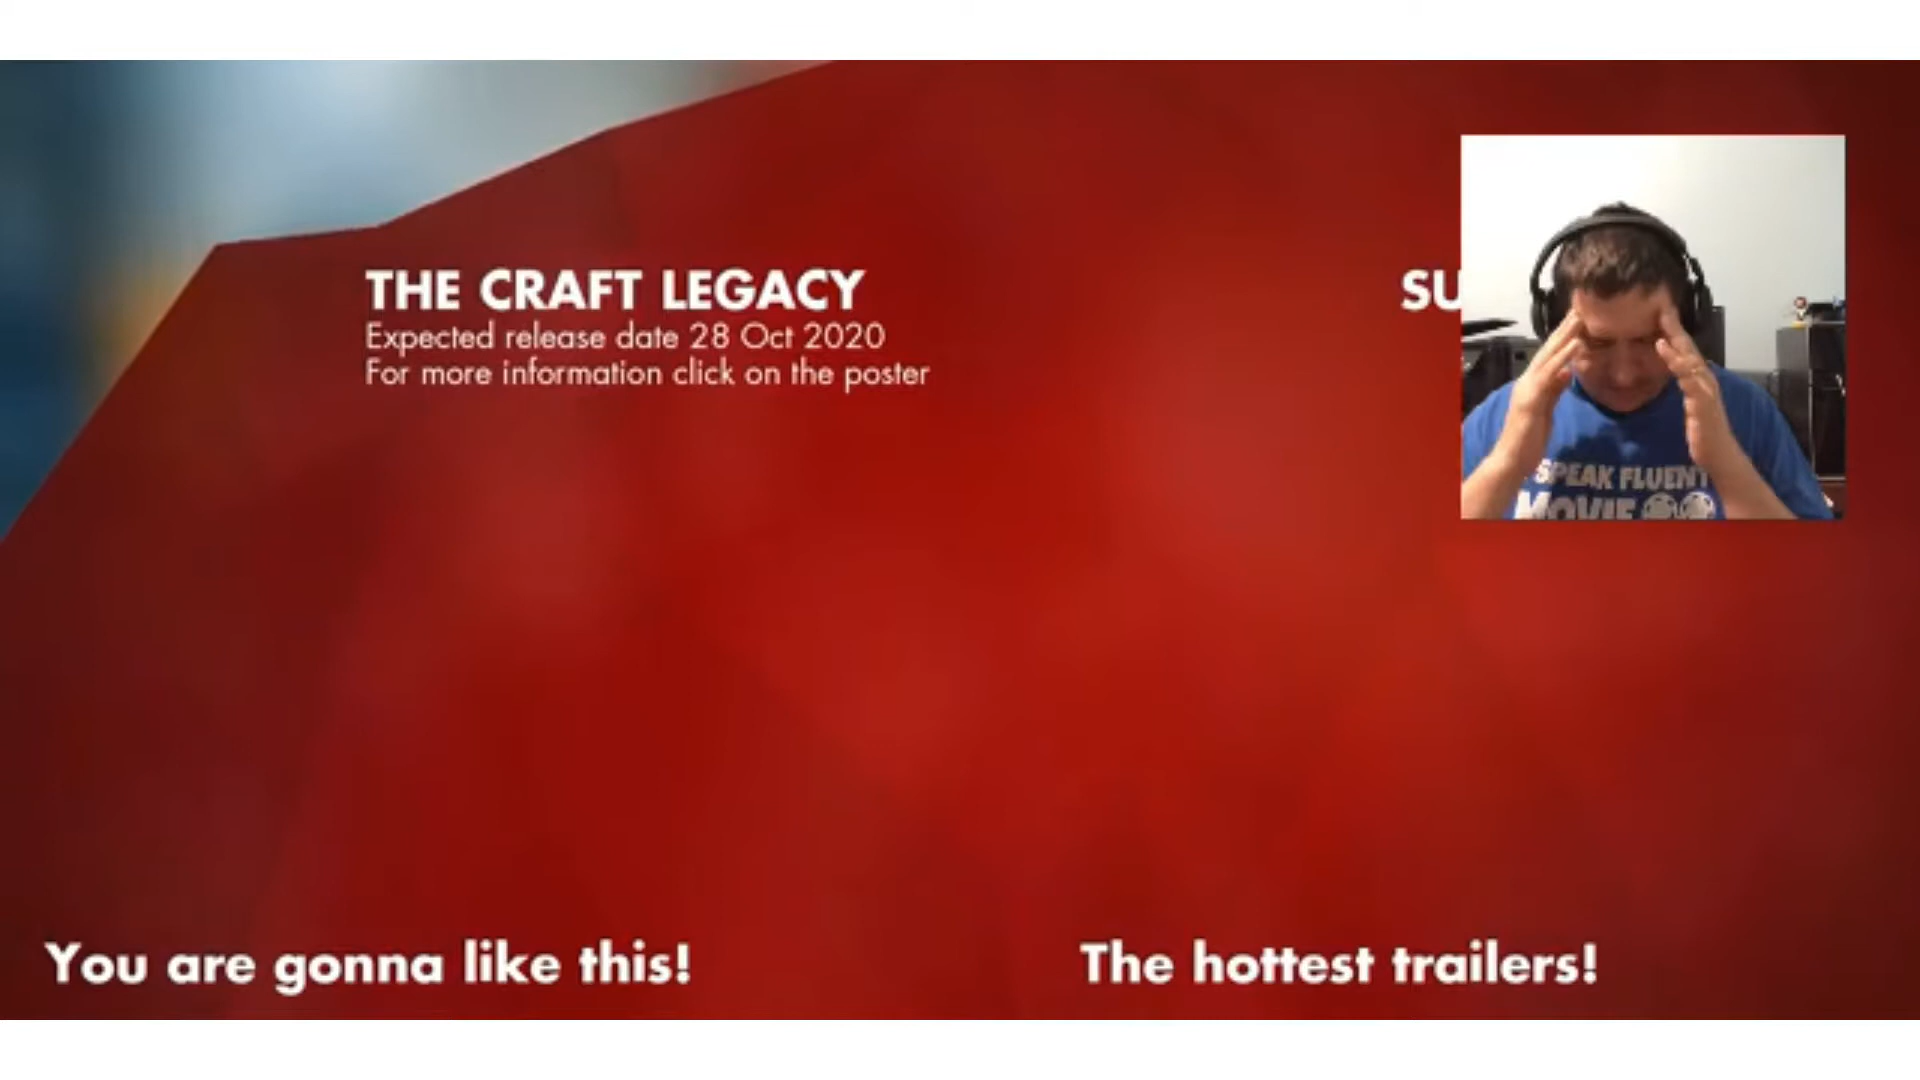 THE CRAFT LEGACY
Expected release date 28 Oct 2020
For more information click on the poster
SPEAK FLUENT
MOVIE
You are gonna like this!
The hottest trailers!